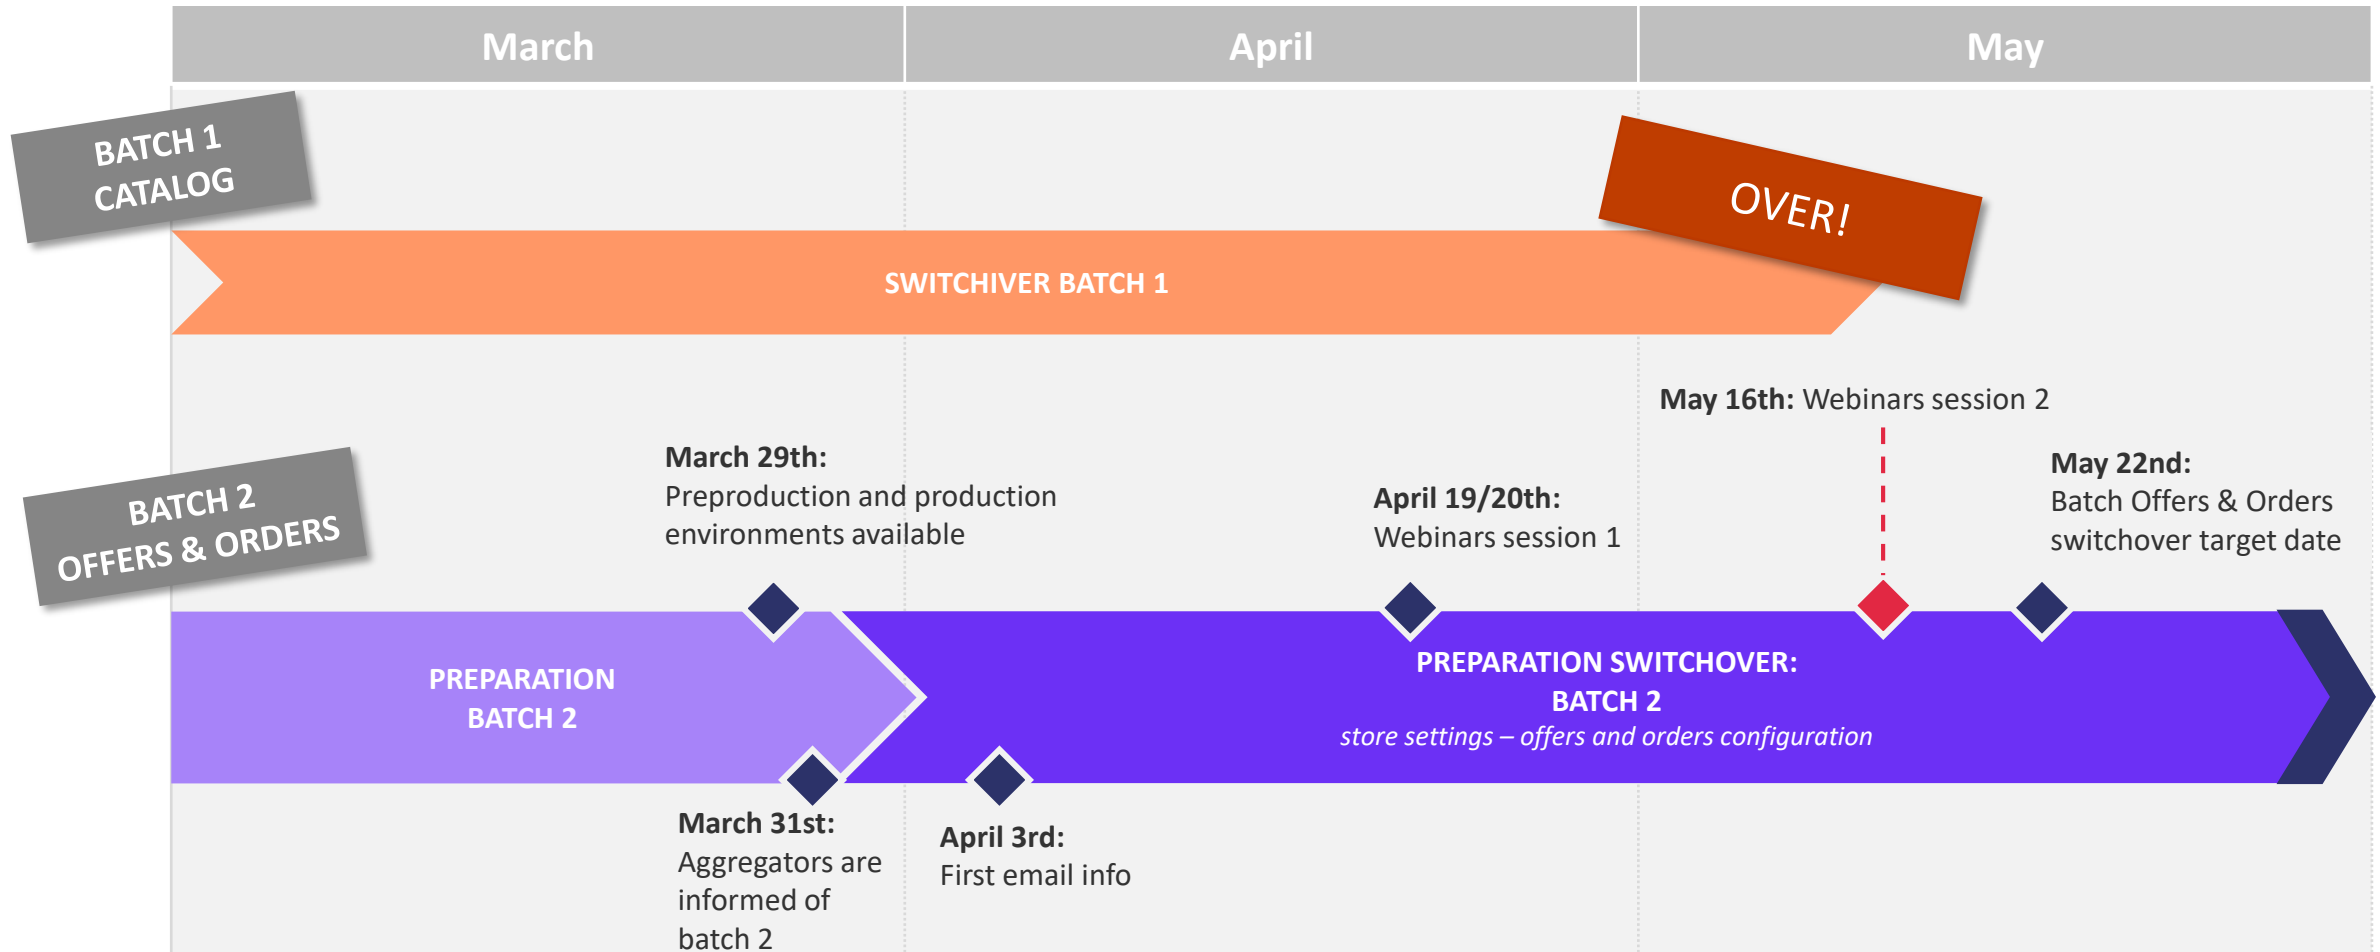 March
April
May
BATCH 1
CATALOG
OVER!
SWITCHIVER BATCH 1
May 16th: Webinars session 2
March 29th:
Preproduction and production
environments available
April 19/20th:
Webinars session 1
May 22nd:
Batch Offers & Orders
switchover target date
BATCH 2
OFFERS & ORDERS
PREPARATION
BATCH 2
PREPARATION SWITCHOVER:
BATCH 2
store settings – offers and orders configuration
March 31st:
Aggregators are
informed of
batch 2
April 3rd:
First email info